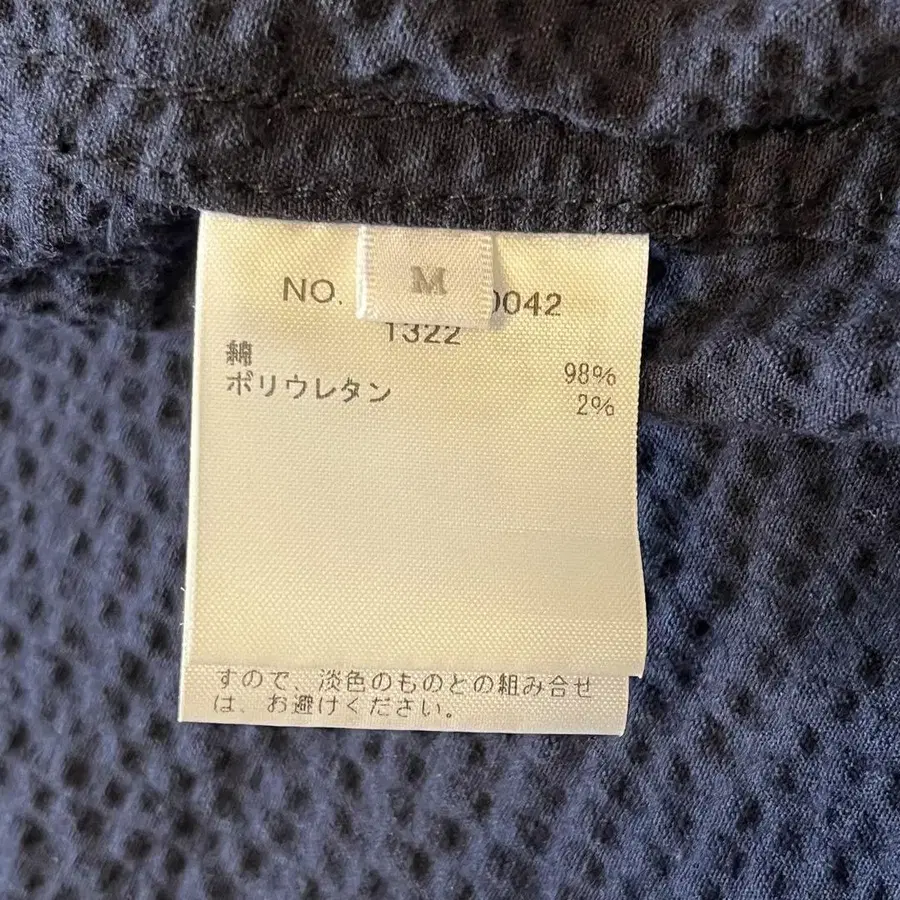 M
NO. 0042
1322
綿 98%
ポリウレタン 2%
すので、淡色のものとの組み合せ
は、お避けください。